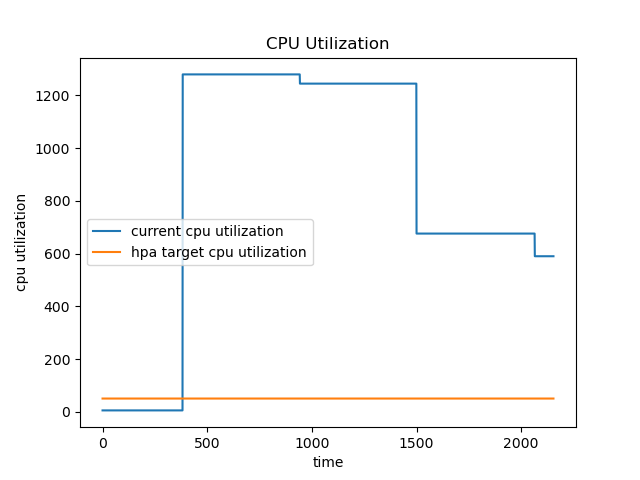 CPU Utilization
1200
1000
800
600
400
200
0
cpu utilization
current cpu utilization
hpa target cpu utilization
0
500
1000
1500
2000
time